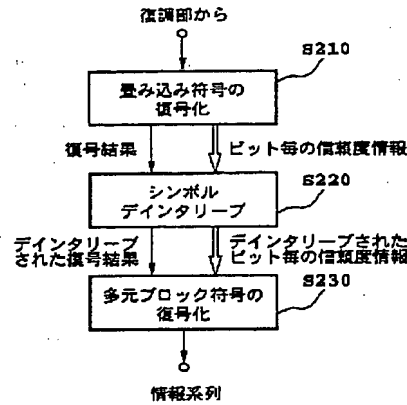 復調部から
S210
畳み込み符号の
復号化
復号結果
ビット毎の信頼度情報
S220
シンボル
デインタリーブ
デインタリーブ
された復号結果
デインタリーブされた
ビット毎の信頼度情報
S230
多元ブロック符号の
復号化
情報系列